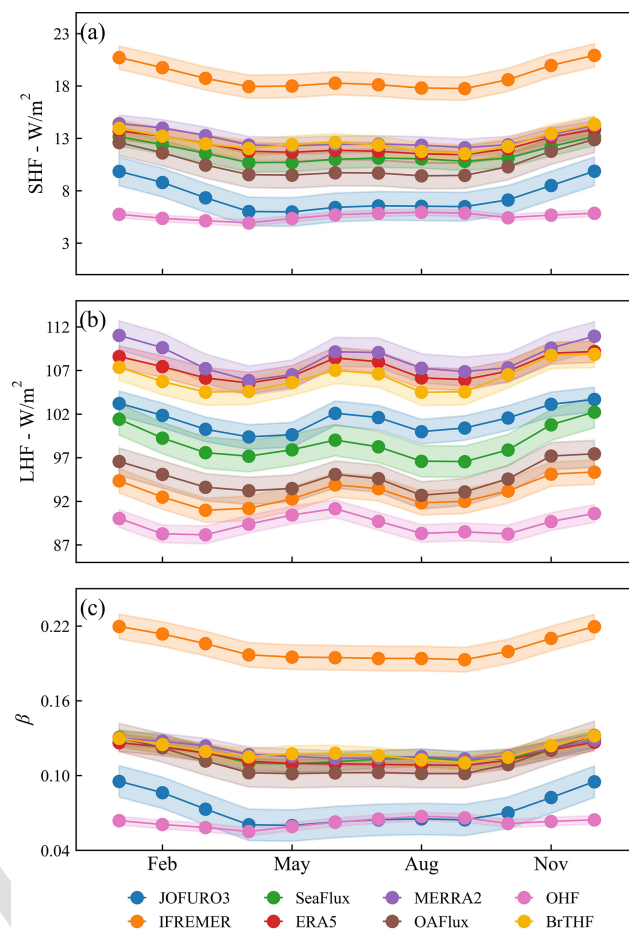 (a)
23
18
13
8
3
SHF - W/m²
(b)
112
107
102
97
92
87
LHF - W/m²
(c)
0.22
0.16
0.10
0.04
β
Feb May Aug Nov
JOFURO3 SeaFlux MERRA2 OHF
IFREMER ERA5 OAFlux BrTHF